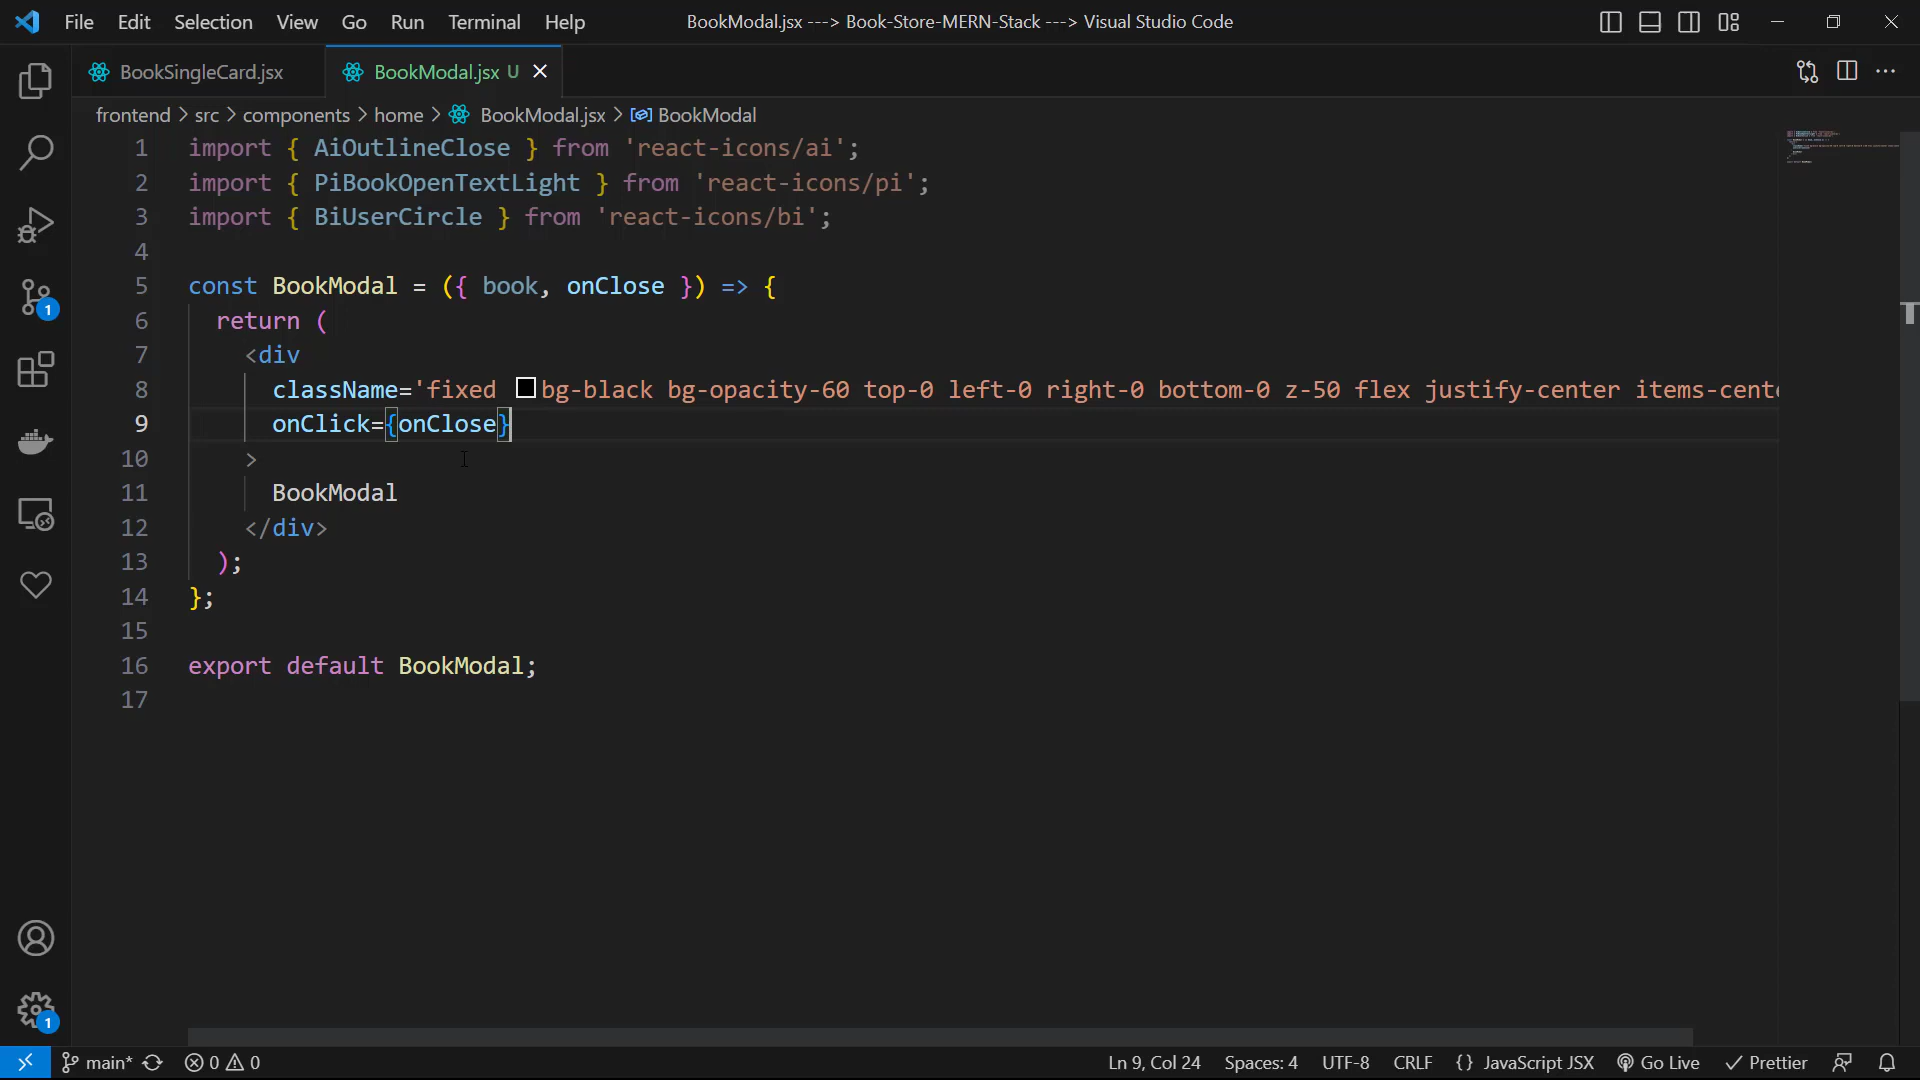 File Edit Selection View Go Run Terminal Help BookModal.jsx ---> Book-Store-MERN-Stack ---> Visual Studio Code
BookSingleCard.jsx BookModal.jsx U
frontend > src > components > home > BookModal.jsx > BookModal
1 import { AiOutlineClose } from 'react-icons/ai';
2 import { PiBookOpenTextLight } from 'react-icons/pi';
3 import { BiUserCircle } from 'react-icons/bi';
4
5 const BookModal = ({ book, onClose }) => {
6 return (
7 <div
8 className='fixed bg-black bg-opacity-60 top-0 left-0 right-0 bottom-0 z-50 flex justify-center items-cente
9 onClick={onClose}
10 >
11 BookModal
12 </div>
13 );
14 };
15
16 export default BookModal;
17
1
1
main* 0 0 Ln 9, Col 24 Spaces: 4 UTF-8 CRLF {} JavaScript JSX Go Live Prettier